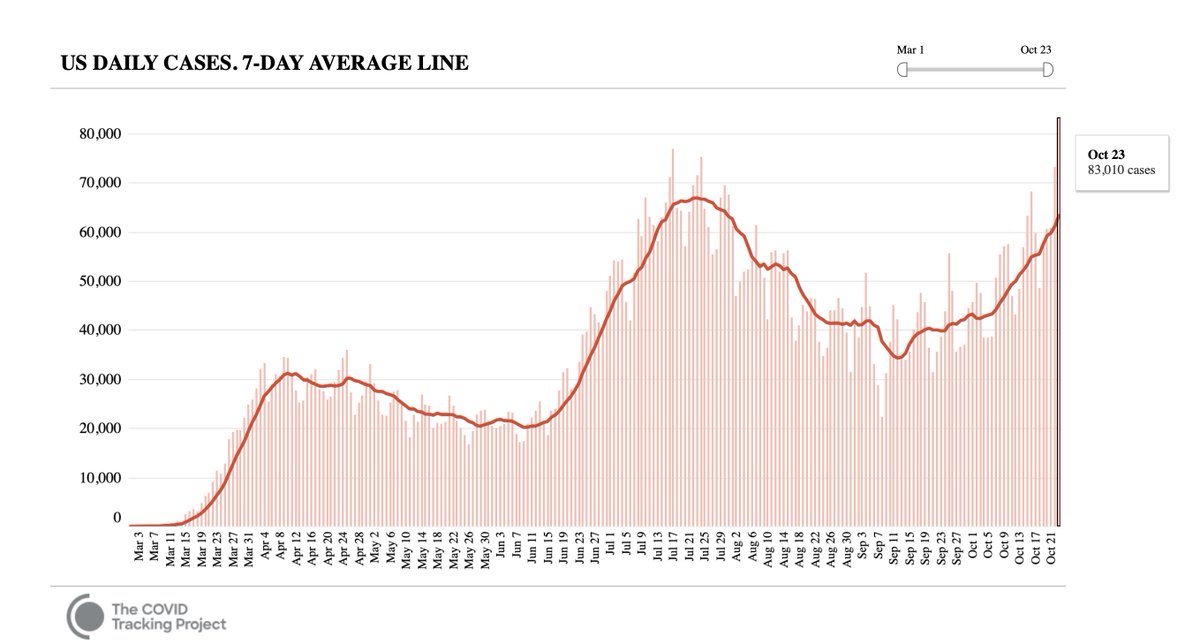 US DAILY CASES. 7-DAY AVERAGE LINE
Mar 1
Oct 23
80,000
70,000
60,000
50,000
40,000
30,000
20,000
10,000
0
Oct 23
83,010 cases
Mar 3
Mar 7
Mar 11
Mar 15
Mar 19
Mar 23
Mar 27
Mar 31
Apr 4
Apr 8
Apr 12
Apr 16
Apr 20
Apr 24
Apr 28
May 2
May 6
May 10
May 14
May 18
May 22
May 26
May 30
Jun 3
Jun 7
Jun 11
Jun 15
Jun 19
Jun 23
Jun 27
Jul 1
Jul 5
Jul 9
Jul 13
Jul 17
Jul 21
Jul 25
Jul 29
Aug 2
Aug 6
Aug 10
Aug 14
Aug 18
Aug 22
Aug 26
Aug 30
Sep 3
Sep 7
Sep 11
Sep 15
Sep 19
Sep 23
Sep 27
Oct 1
Oct 5
Oct 9
Oct 13
Oct 17
Oct 21
The COVID
Tracking Project